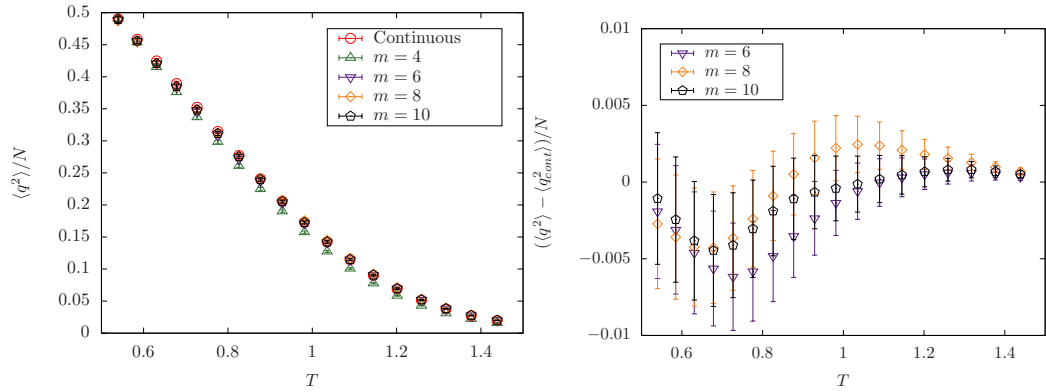 0.5
0.45
0.4
0.35
0.3
0.25
0.2
0.15
0.1
0.05
0
⟨q²⟩/N
0.6 0.8 1 1.2 1.4
T
Continuous
m = 4
m = 6
m = 8
m = 10
0.01
0.005
0
−0.005
−0.01
(⟨q²⟩ − ⟨q²cont⟩)/N
0.6 0.8 1 1.2 1.4
T
m = 6
m = 8
m = 10